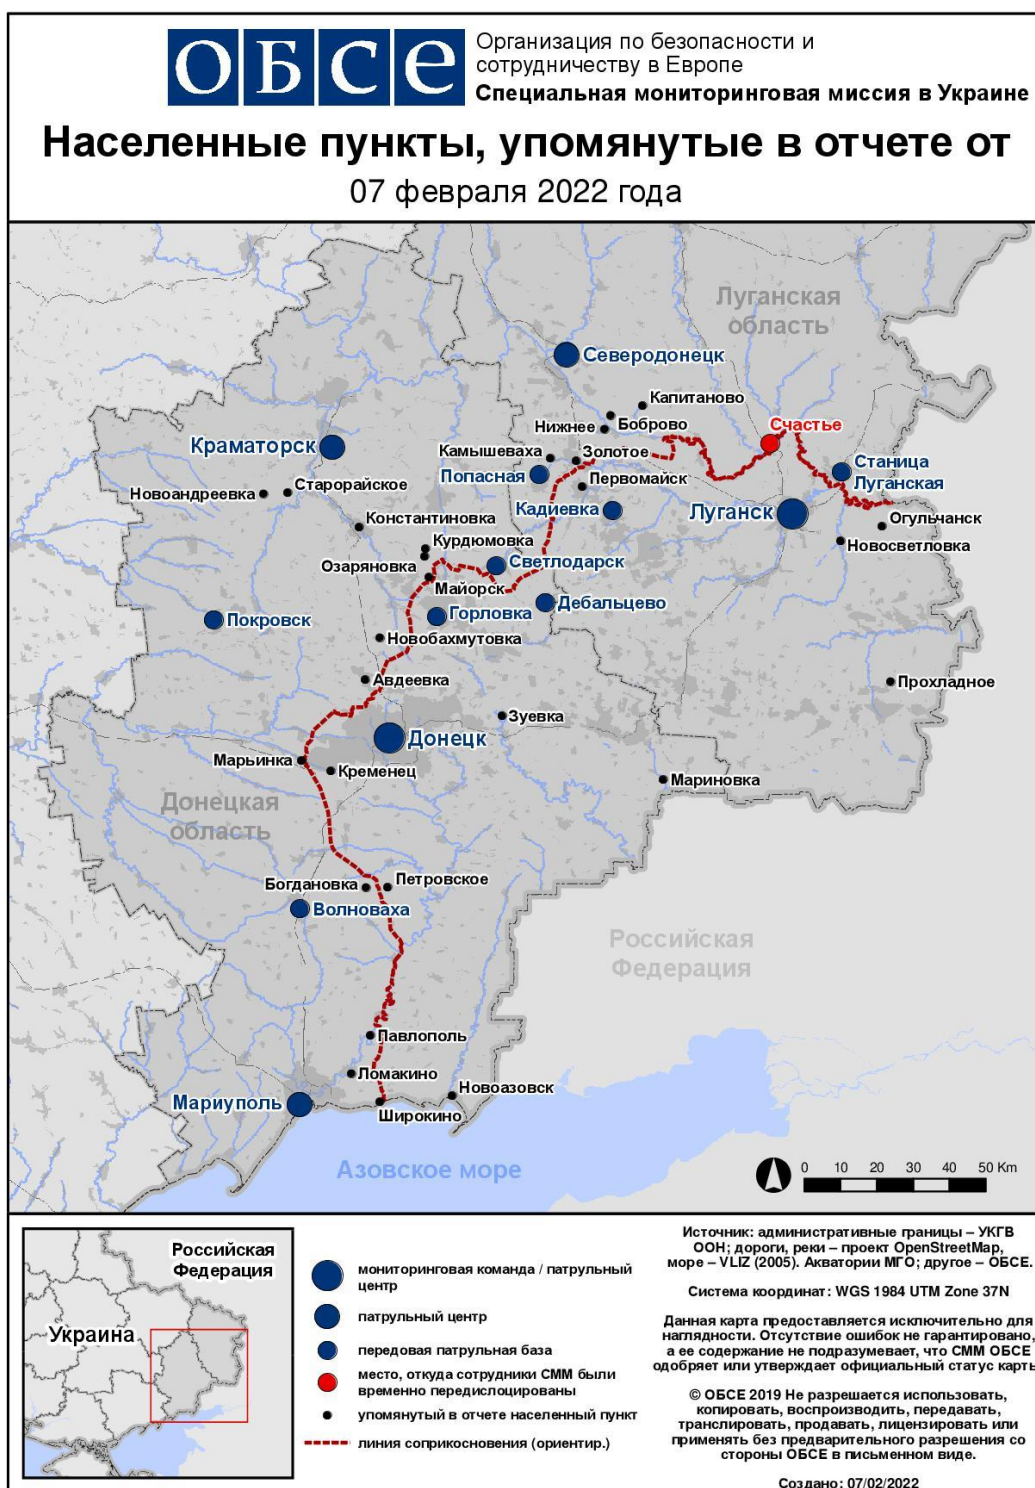 ОБСЕ
Организация по безопасности и
сотрудничеству в Европе
Специальная мониторинговая миссия в Украине
Населенные пункты, упомянутые в отчете от
07 февраля 2022 года
Луганская
область
Северодонецк
Капитаново
Боброво
Нижнее
Счастье
Краматорск
Камышеваха
Золотое
Станица
Луганская
Попасная
Первомайск
Новоандреевка
Старорайское
Кадиевка
Луганск
Огульчанск
Константиновка
Новосветловка
Курдюмовка
Озаряновка
Светлодарск
Майорск
Дебальцево
Горловка
Покровск
Новобахмутовка
Авдеевка
Прохладное
Зуевка
Донецк
Марьинка
Кременец
Мариновка
Донецкая
область
Богдановка
Петровское
Волноваха
Российская
Федерация
Павлополь
Ломакино
Новоазовск
Мариуполь
Широкино
Азовское море
0 10 20 30 40 50 Km
Российская
Федерация
Украина
мониторинговая команда / патрульный
центр
патрульный центр
передовая патрульная база
место, откуда сотрудники СММ были
временно передислоцированы
упомянутый в отчете населенный пункт
линия соприкосновения (ориентир.)
Источник: административные границы – УКГВ
ООН; дороги, реки – проект OpenStreetMap,
море – VLIZ (2005). Акватории МГО; другое – ОБСЕ.
Система координат: WGS 1984 UTM Zone 37N
Данная карта предоставляется исключительно для
наглядности. Отсутствие ошибок не гарантировано,
а ее содержание не подразумевает, что СММ ОБСЕ
одобряет или утверждает официальный статус карты
© ОБСЕ 2019 Не разрешается использовать,
копировать, воспроизводить, передавать,
транслировать, продавать, лицензировать или
применять без предварительного разрешения со
стороны ОБСЕ в письменном виде.
Создано: 07/02/2022